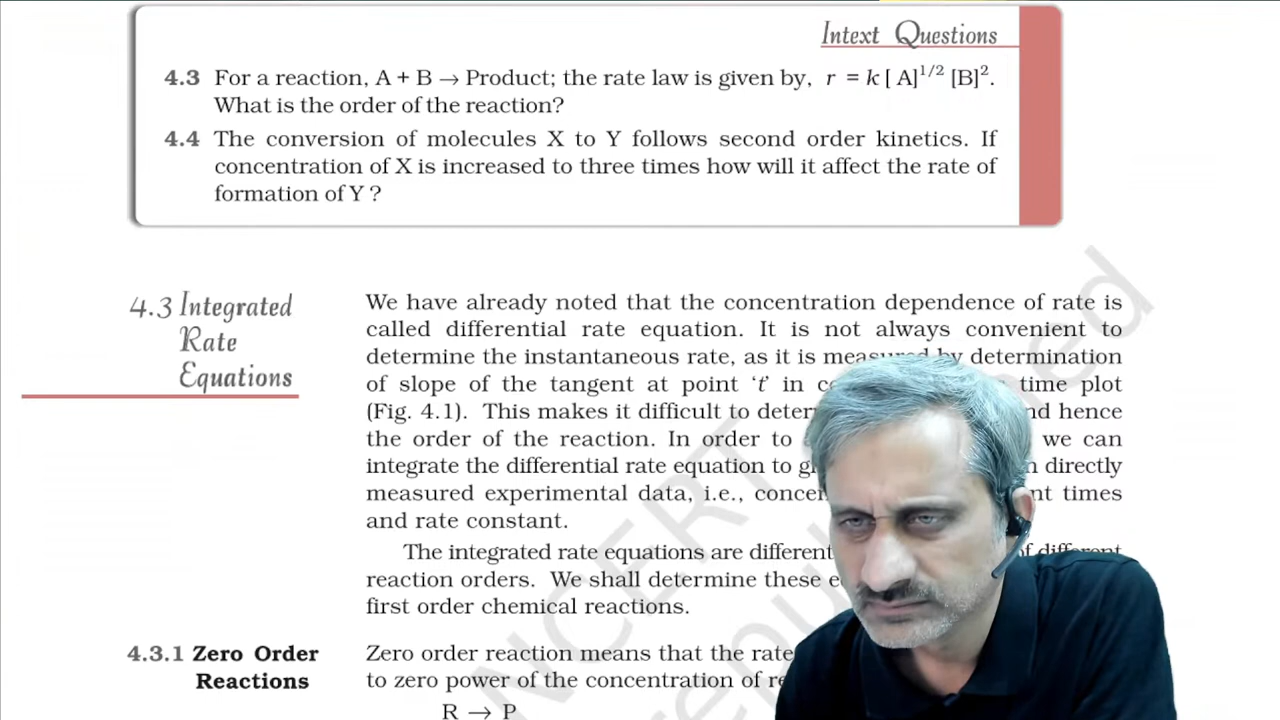 Intext Questions
4.3 For a reaction, A + B → Product; the rate law is given by, r = k [ A]^1/2 [B]^2.
What is the order of the reaction?
4.4 The conversion of molecules X to Y follows second order kinetics. If
concentration of X is increased to three times how will it affect the rate of
formation of Y ?
4.3 Integrated
Rate
Equations
We have already noted that the concentration dependence of rate is
called differential rate equation. It is not always convenient to
determine the instantaneous rate, as it is measured by determination
of slope of the tangent at point ‘t’ in time plot
(Fig. 4.1). This makes it difficult to hence
the order of the reaction. In order to we can
integrate the differential rate equation to directly
measured experimental data, i.e., times
and rate constant.
The integrated rate equations are different of different
reaction orders. We shall determine these
first order chemical reactions.
4.3.1 Zero Order
Reactions
Zero order reaction means that the rate
to zero power of the concentration of
R → P
NCERT
republished